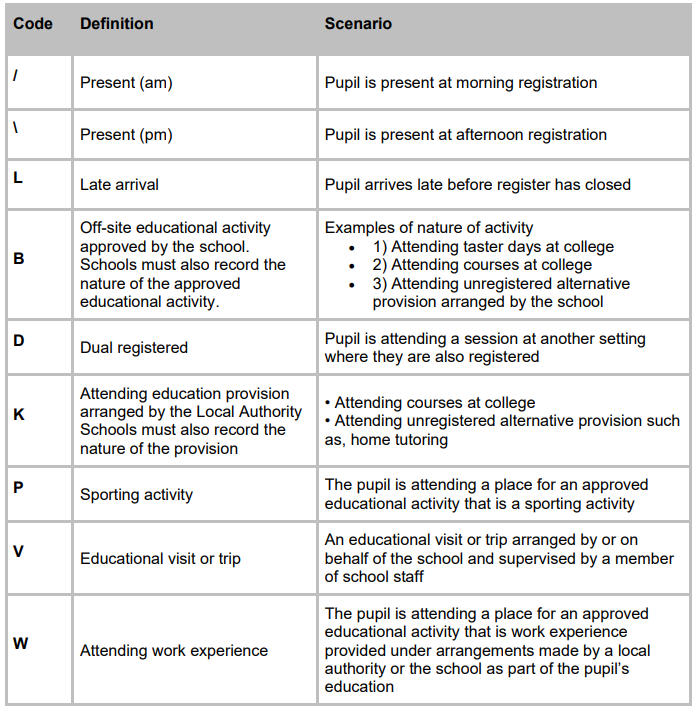 Code Definition Scenario
/ Present (am) Pupil is present at morning registration
\ Present (pm) Pupil is present at afternoon registration
L Late arrival Pupil arrives late before register has closed
B
Off-site educational activity
approved by the school.
Schools must also record the
nature of the approved
educational activity.
Examples of nature of activity
• 1) Attending taster days at college
• 2) Attending courses at college
• 3) Attending unregistered alternative
provision arranged by the school
D
Dual registered
Pupil is attending a session at another setting
where they are also registered
K
Attending education provision
arranged by the Local Authority
Schools must also record the
nature of the provision
• Attending courses at college
• Attending unregistered alternative provision such
as, home tutoring
P
Sporting activity
The pupil is attending a place for an approved
educational activity that is a sporting activity
V
Educational visit or trip
An educational visit or trip arranged by or on
behalf of the school and supervised by a member
of school staff
W
Attending work experience
The pupil is attending a place for an approved
educational activity that is work experience
provided under arrangements made by a local
authority or the school as part of the pupil’s
education